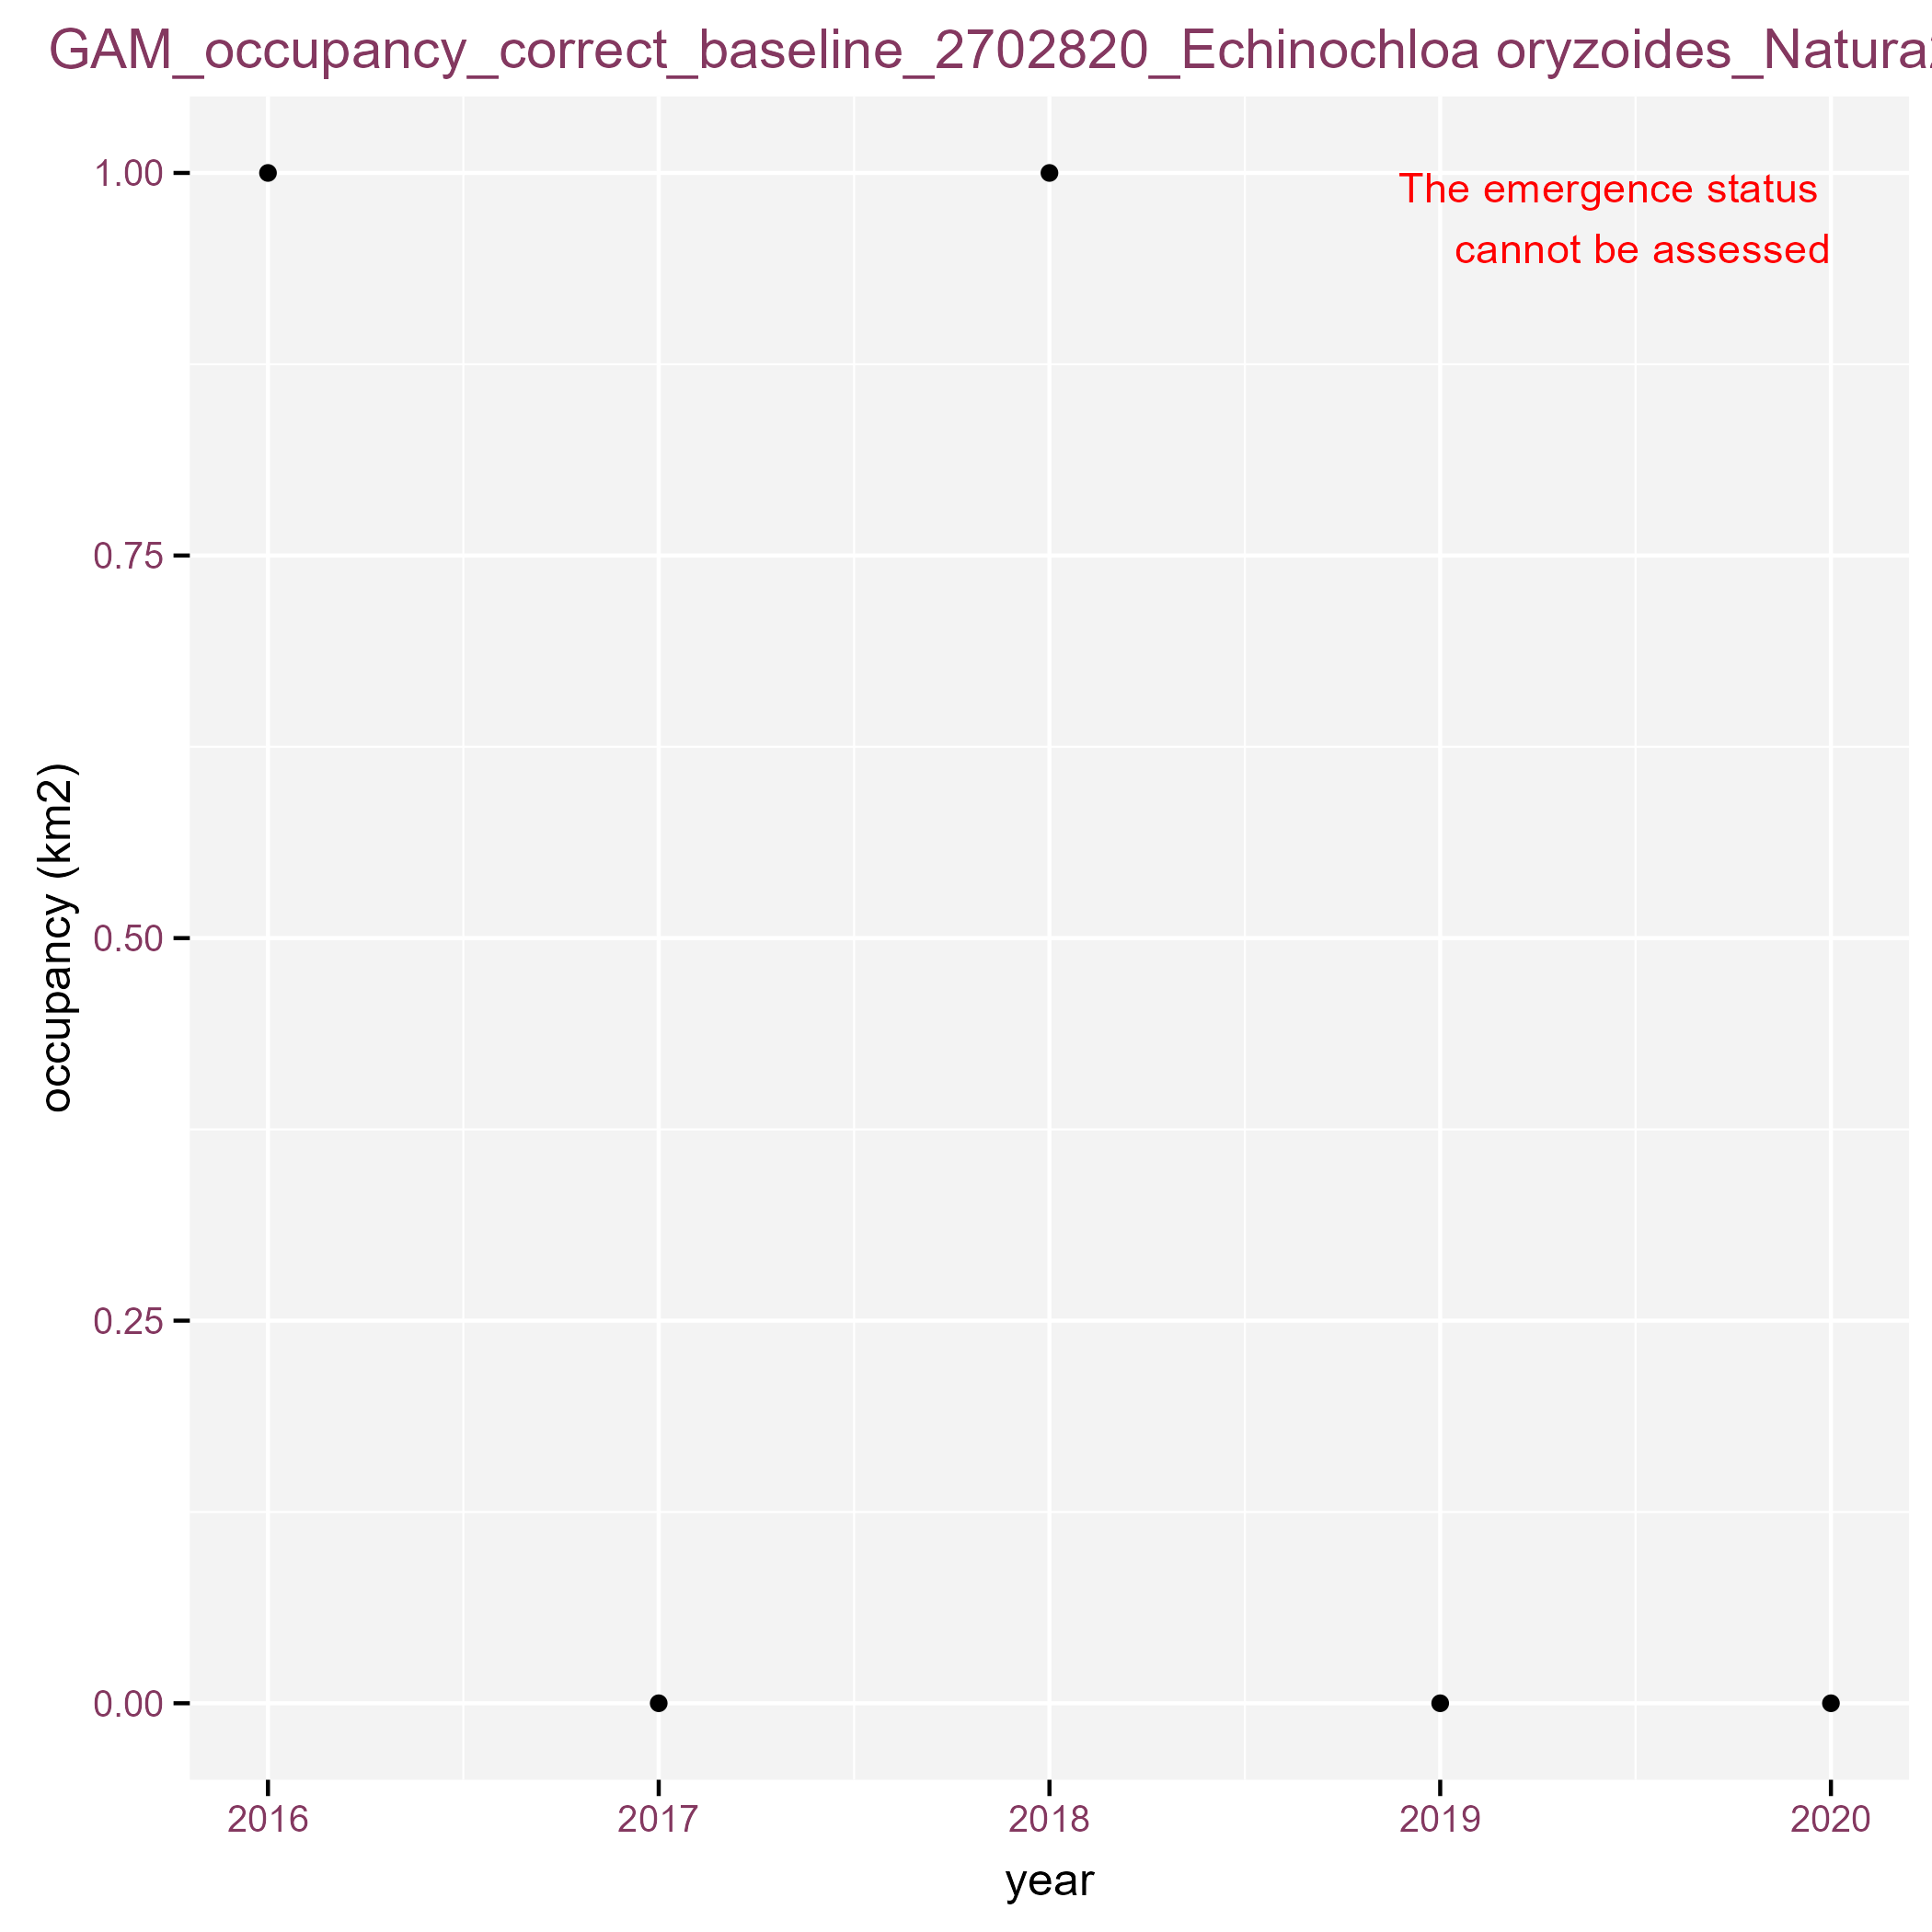 GAM_occupancy_correct_baseline_2702820_Echinochloa oryzoides_Natura
1.00
The emergence status
cannot be assessed
0.75
occupancy (km2)
0.50
0.25
0.00
2016 2017 2018 2019 2020
year